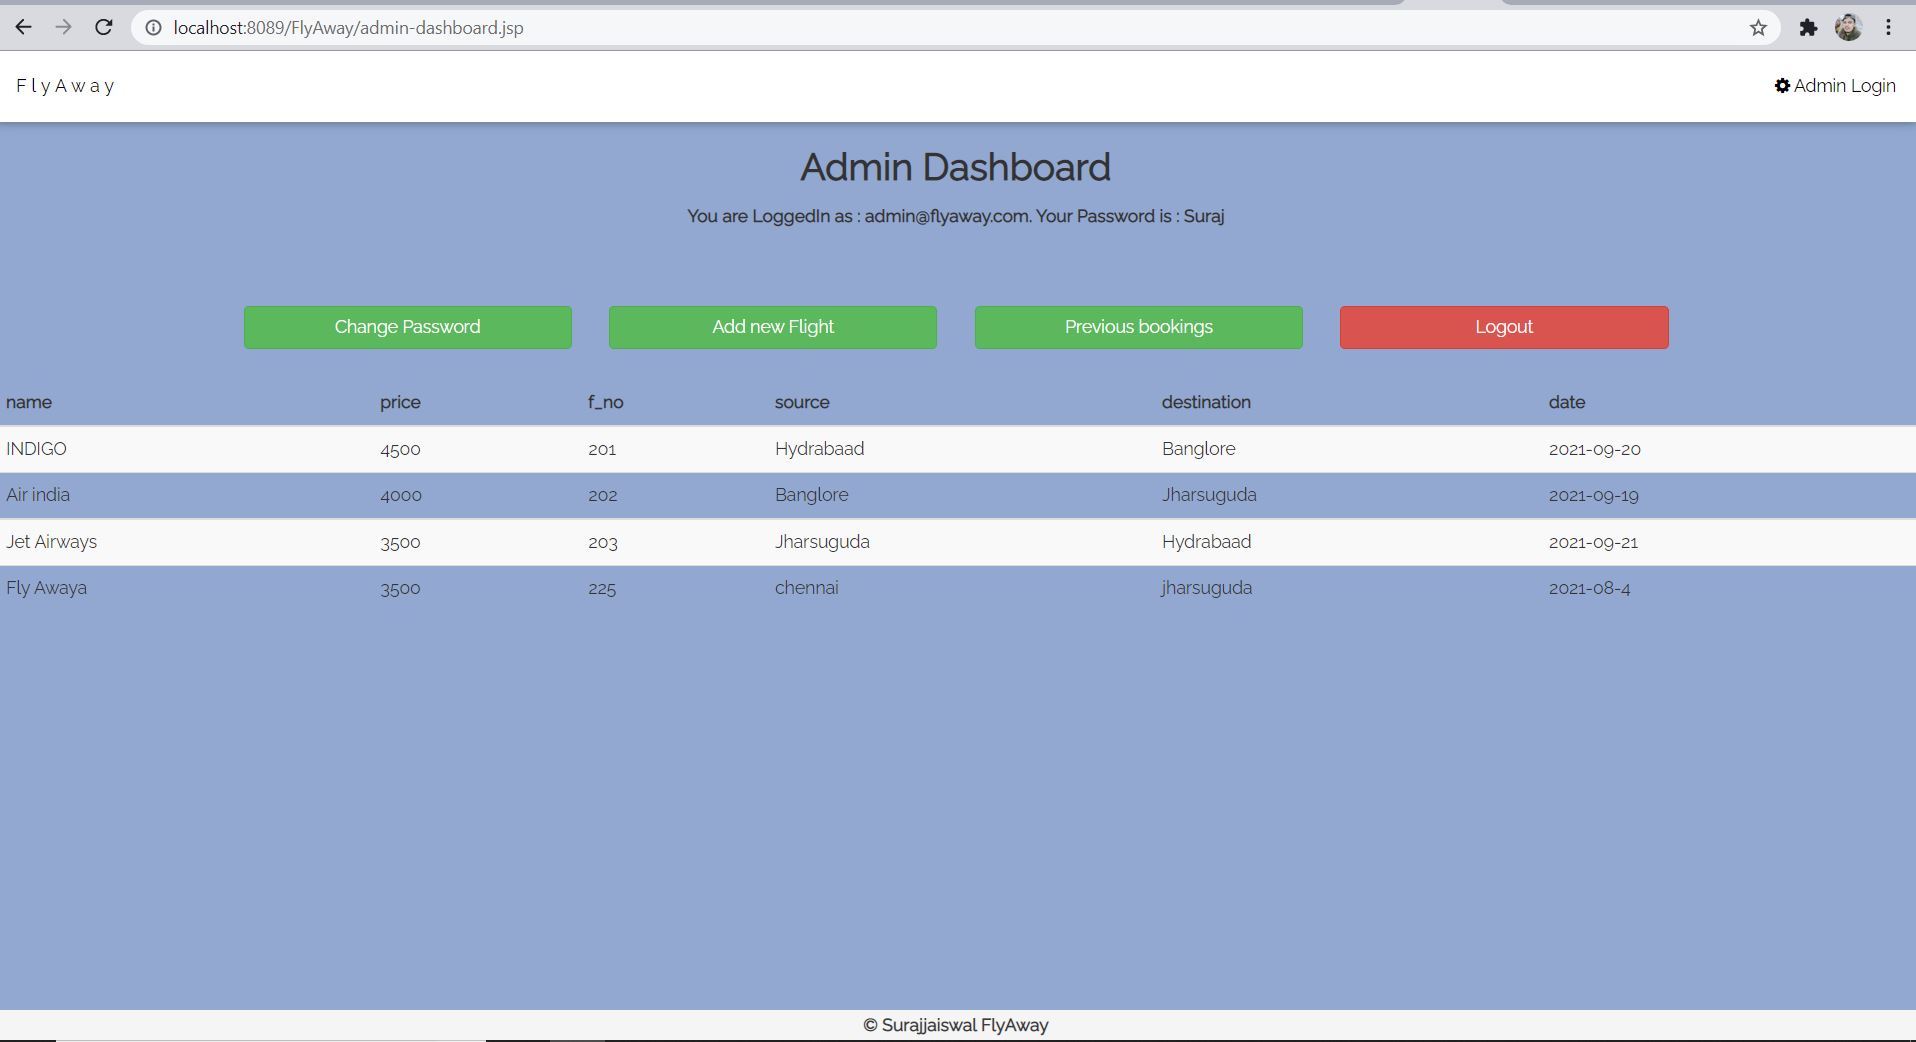 localhost:8089/FlyAway/admin-dashboard.jsp
FlyAway Admin Login
Admin Dashboard
You are LoggedIn as : admin@flyaway.com. Your Password is : Suraj
Change Password Add new Flight Previous bookings Logout
name price f_no source destination date
INDIGO 4500 201 Hydrabaad Banglore 2021-09-20
Air india 4000 202 Banglore Jharsuguda 2021-09-19
Jet Airways 3500 203 Jharsuguda Hydrabaad 2021-09-21
Fly Awaya 3500 225 chennai jharsuguda 2021-08-4
© Surajjaiswal FlyAway